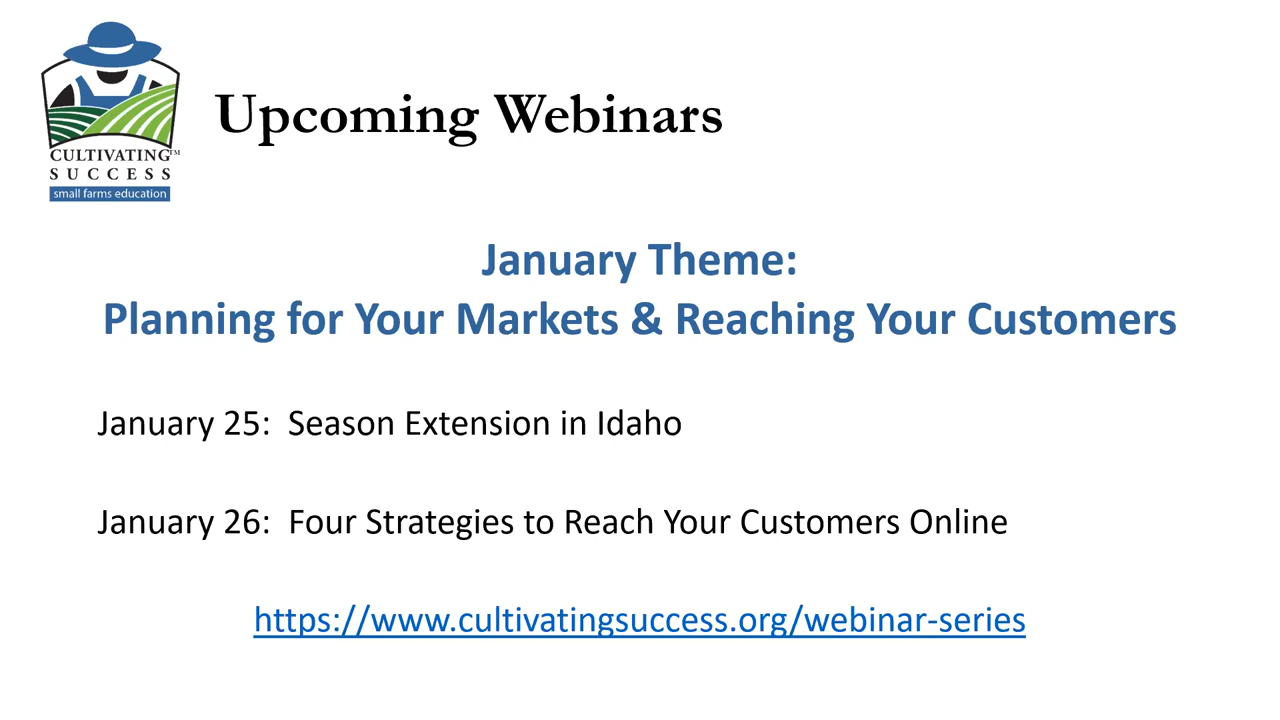 CULTIVATING™
SUCCESS
small farms education
Upcoming Webinars
January Theme:
Planning for Your Markets & Reaching Your Customers
January 25:  Season Extension in Idaho
January 26:  Four Strategies to Reach Your Customers Online
https://www.cultivatingsuccess.org/webinar-series